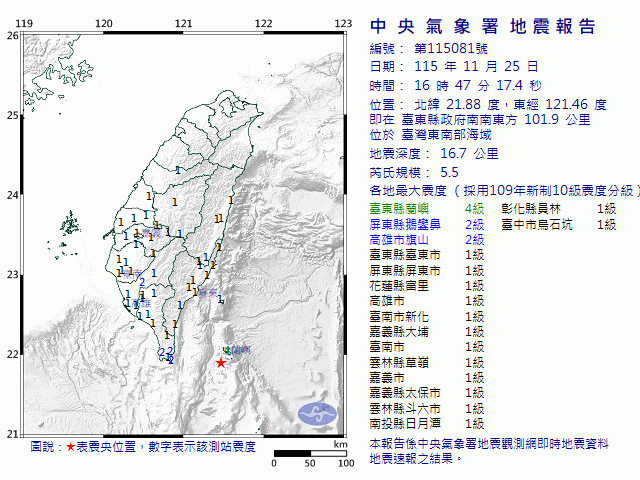 中央氣象署地震報告
編號： 第115081號
日期： 115 年 11 月 25 日
時間： 16 時 47 分 17.4 秒
位置： 北緯 21.88 度，東經 121.46 度
即在 臺東縣政府南南東方 101.9 公里
位於 臺灣東南部海域
地震深度： 16.7 公里
芮氏規模： 5.5
各地最大震度（採用109年新制10級震度分級）
臺東縣蘭嶼 4級 彰化縣員林 1級
屏東縣鵝鑾鼻 2級 臺中市烏石坑 1級
高雄市旗山 2級
臺東縣臺東市 1級
屏東縣屏東市 1級
花蓮縣富里 1級
高雄市 1級
臺南市新化 1級
嘉義縣大埔 1級
臺南市 1級
雲林縣草嶺 1級
嘉義市 1級
嘉義縣太保市 1級
雲林縣斗六市 1級
南投縣日月潭 1級
本報告係中央氣象署地震觀測網即時地震資料
地震速報之結果。
119 120 121 122 123
26
25
24
23
22
21
圖說：★表震央位置，數字表示該測站震度
km
0 50 100